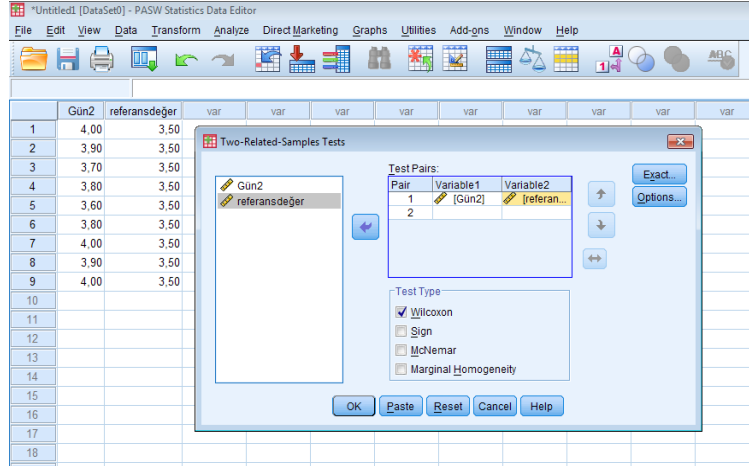 *Untitled1 [DataSet0] - PASW Statistics Data Editor
File Edit View Data Transform Analyze Direct Marketing Graphs Utilities Add-ons Window Help
A
1 4
ABC
Gün2 referansdeğer var var var var var var var var var
1 4,00 3,50
2 3,90 3,50
3 3,70 3,50
4 3,80 3,50
5 3,60 3,50
6 3,80 3,50
7 4,00 3,50
8 3,90 3,50
9 4,00 3,50
10
11
12
13
14
15
16
17
18
Two-Related-Samples Tests
Gün2
referansdeğer
Test Pairs:
Pair Variable1 Variable2
1 [Gün2] [referan...
2
Exact...
Options...
Test Type
Wilcoxon
Sign
McNemar
Marginal Homogeneity
OK Paste Reset Cancel Help